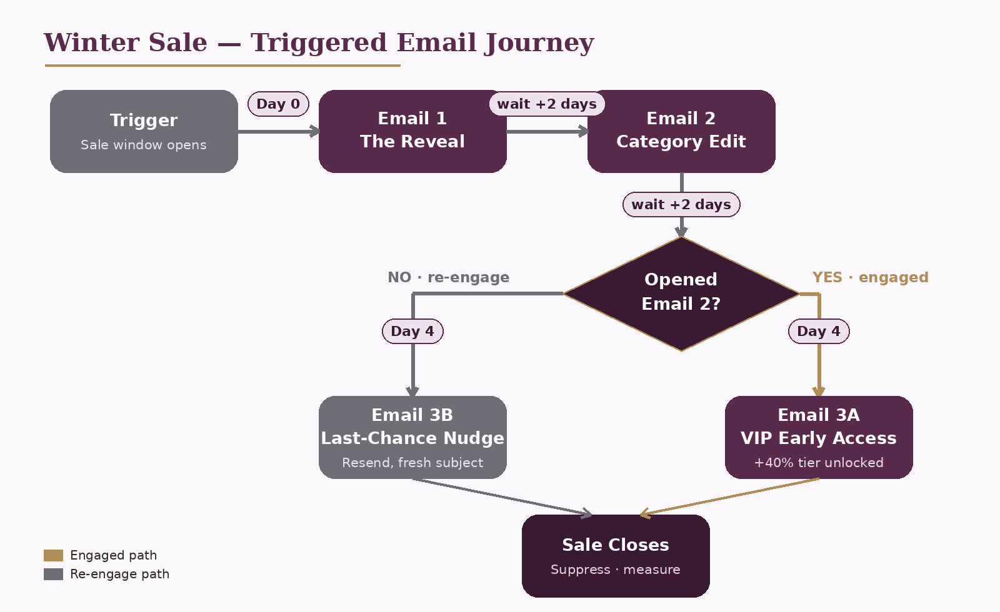 Winter Sale — Triggered Email Journey
Trigger
Sale window opens
Day 0
Email 1
The Reveal
wait +2 days
Email 2
Category Edit
wait +2 days
Opened
Email 2?
NO · re-engage
YES · engaged
Day 4
Day 4
Email 3B
Last-Chance Nudge
Resend, fresh subject
Email 3A
VIP Early Access
+40% tier unlocked
Sale Closes
Suppress · measure
Engaged path
Re-engage path